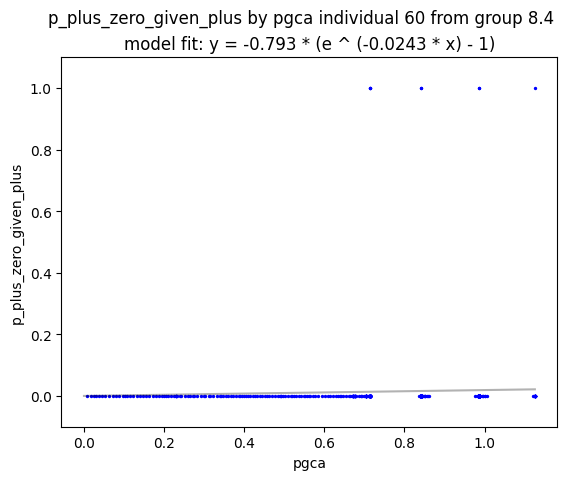 p_plus_zero_given_plus by pgca individual 60 from group 8.4
model fit: y = -0.793 * (e ^ (-0.0243 * x) - 1)
1.0
0.8
0.6
0.4
0.2
0.0
p_plus_zero_given_plus
0.0 0.2 0.4 0.6 0.8 1.0
pgca